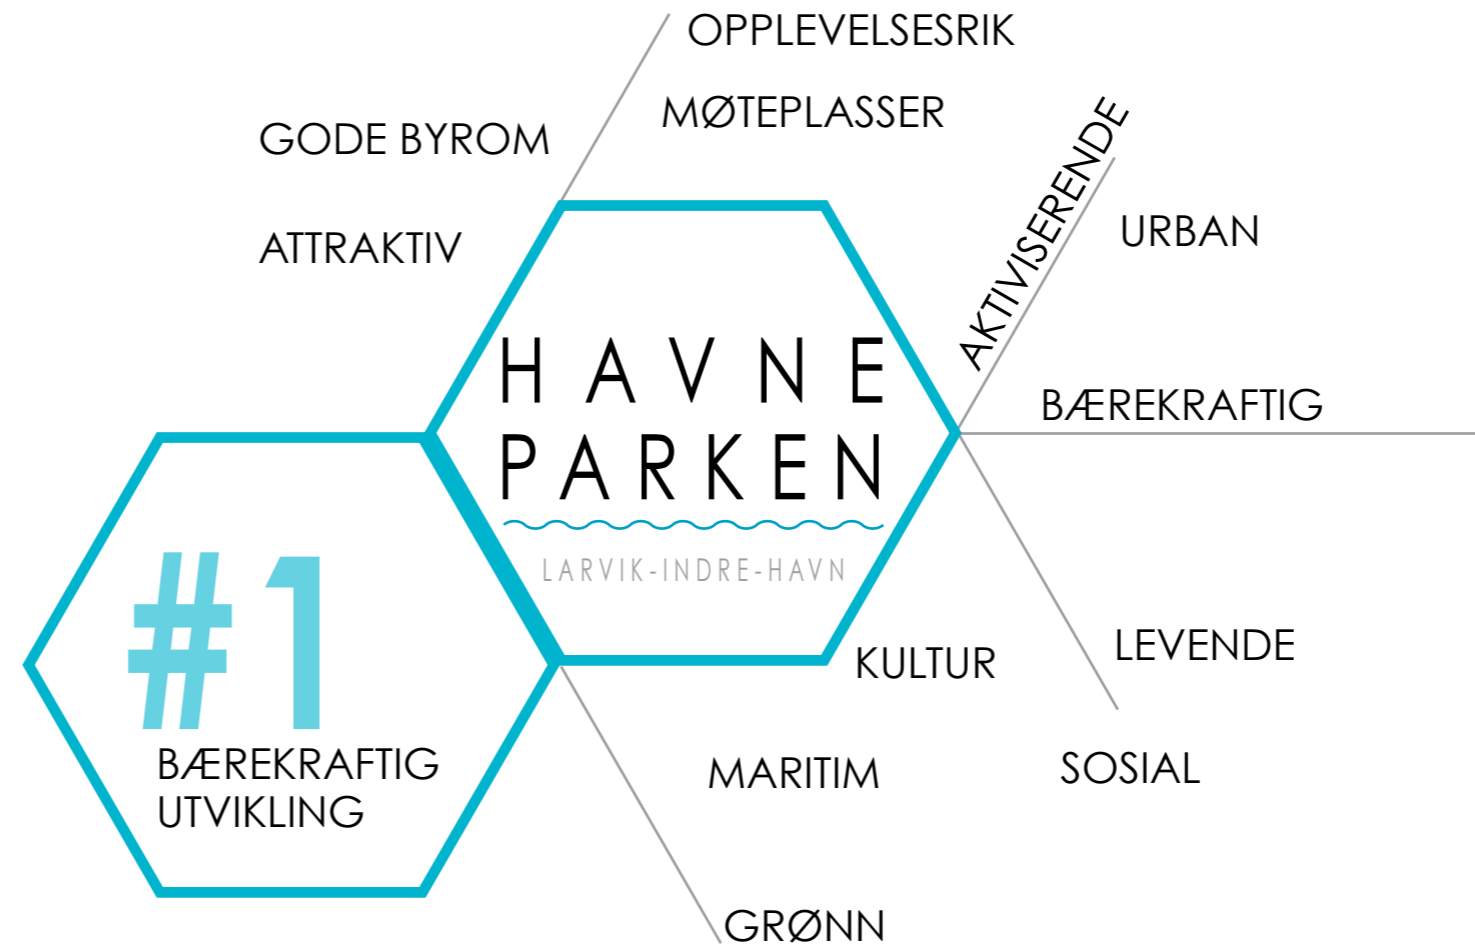 OPPLEVELSESRIK
MØTEPLASSER
GODE BYROM
ATTRAKTIV
AKTIVISERENDE
URBAN
BÆREKRAFTIG
HAVNE
PARKEN
LARVIK-INDRE-HAVN
#1
BÆREKRAFTIG
UTVIKLING
KULTUR
LEVENDE
MARITIM
SOSIAL
GRØNN